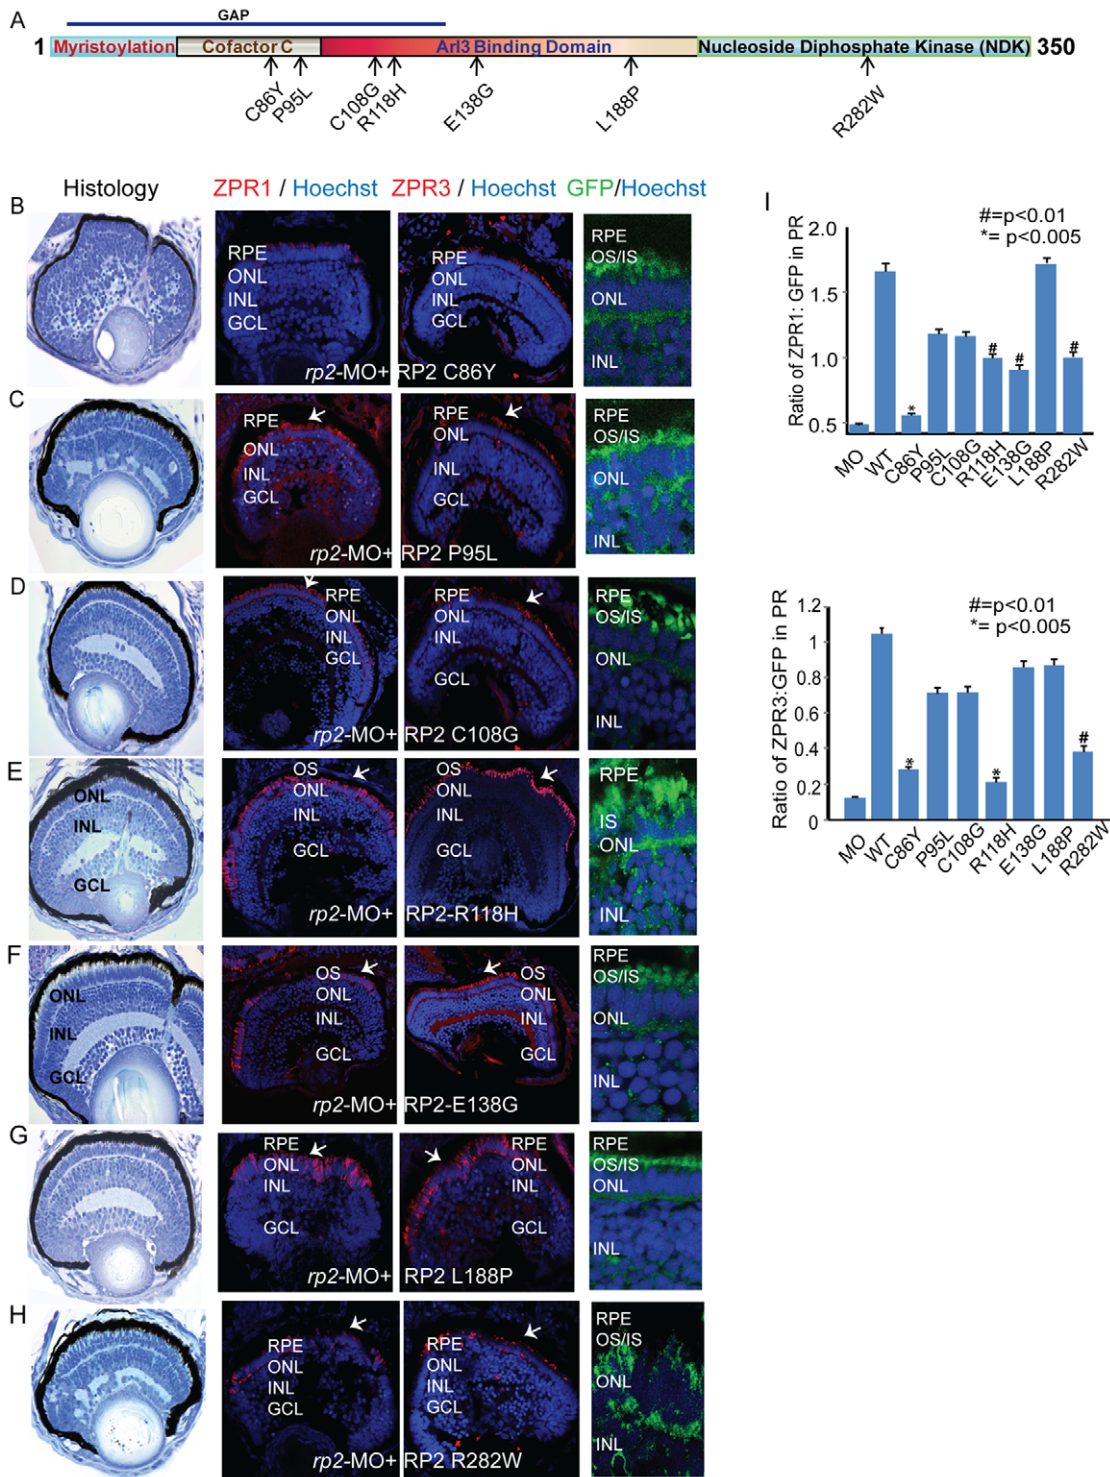 A
GAP
1
Myristoylation
Cofactor C
Arl3 Binding Domain
Nucleoside Diphosphate Kinase (NDK)
350
C86Y
P95L
C108G
R118H
E138G
L188P
R282W
Histology
ZPR1 / Hoechst
ZPR3 / Hoechst
GFP/Hoechst
B
RPE
ONL
INL
GCL
RPE
ONL
INL
GCL
rp2-MO+ RP2 C86Y
RPE
OS/IS
ONL
INL
C
RPE
ONL
INL
GCL
RPE
ONL
INL
GCL
rp2-MO+ RP2 P95L
RPE
OS/IS
ONL
INL
D
RPE
ONL
INL
GCL
RPE
ONL
INL
GCL
rp2-MO+ RP2 C108G
RPE
OS/IS
ONL
INL
E
ONL
INL
GCL
OS
ONL
INL
GCL
OS
ONL
INL
GCL
rp2-MO+ RP2-R118H
RPE
IS
ONL
INL
F
ONL
INL
GCL
OS
ONL
INL
GCL
OS
ONL
INL
GCL
rp2-MO+ RP2-E138G
RPE
OS/IS
ONL
INL
G
RPE
ONL
INL
GCL
RPE
ONL
INL
GCL
rp2-MO+ RP2 L188P
RPE
OS/IS
ONL
INL
H
RPE
ONL
INL
GCL
RPE
ONL
INL
GCL
rp2-MO+ RP2 R282W
RPE
OS/IS
ONL
INL
I
#=p<0.01
*= p<0.005
Ratio of ZPR1: GFP in PR
2.0
1.5
1.0
0.5
*
#
#
#
MO
WT
C86Y
P95L
C108G
R118H
E138G
L188P
R282W
#=p<0.01
*= p<0.005
Ratio of ZPR3:GFP in PR
1.2
1
0.8
0.6
0.4
0.2
0
*
*
#
MO
WT
C86Y
P95L
C108G
R118H
E138G
L188P
R282W